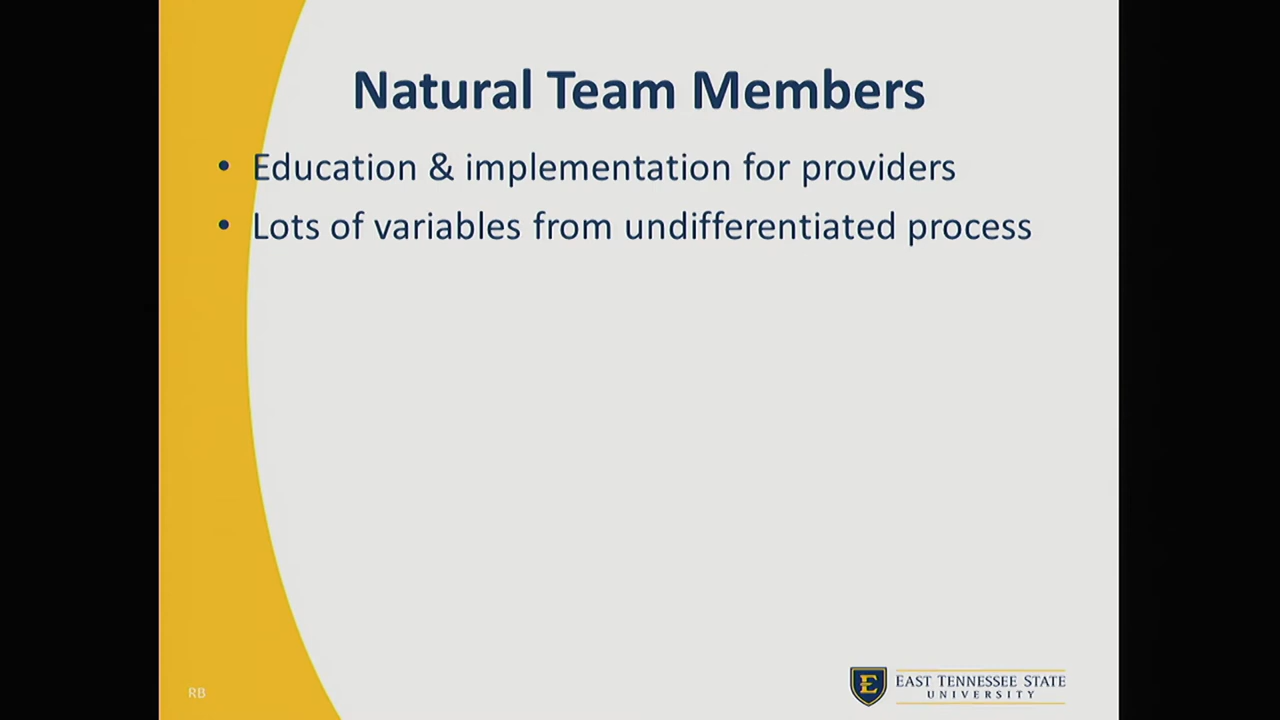 Natural Team Members
• Education & implementation for providers
• Lots of variables from undifferentiated process
RB
E
EAST TENNESSEE STATE
UNIVERSITY